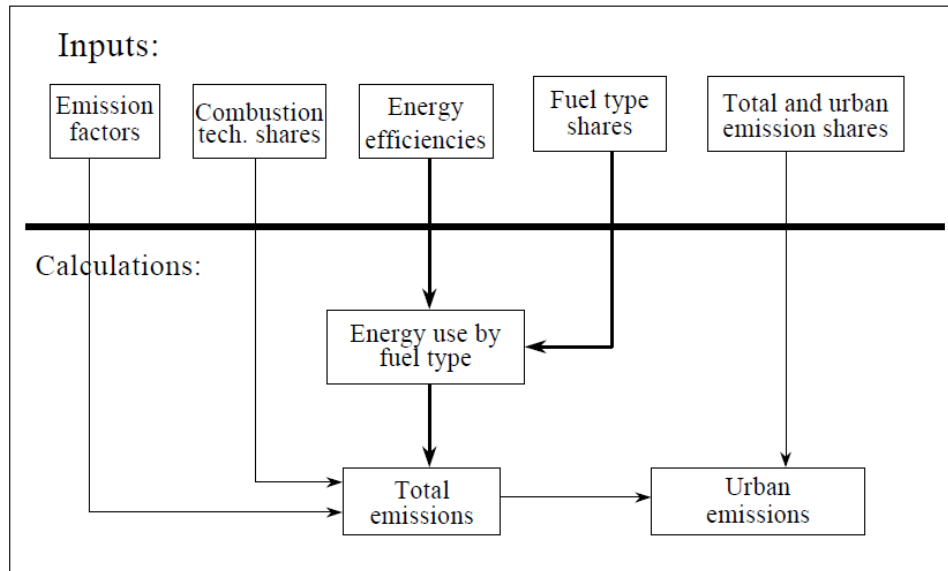 Inputs:
Emission
factors
Combustion
tech. shares
Energy
efficiencies
Fuel type
shares
Total and urban
emission shares
Calculations:
Energy use by
fuel type
Total
emissions
Urban
emissions